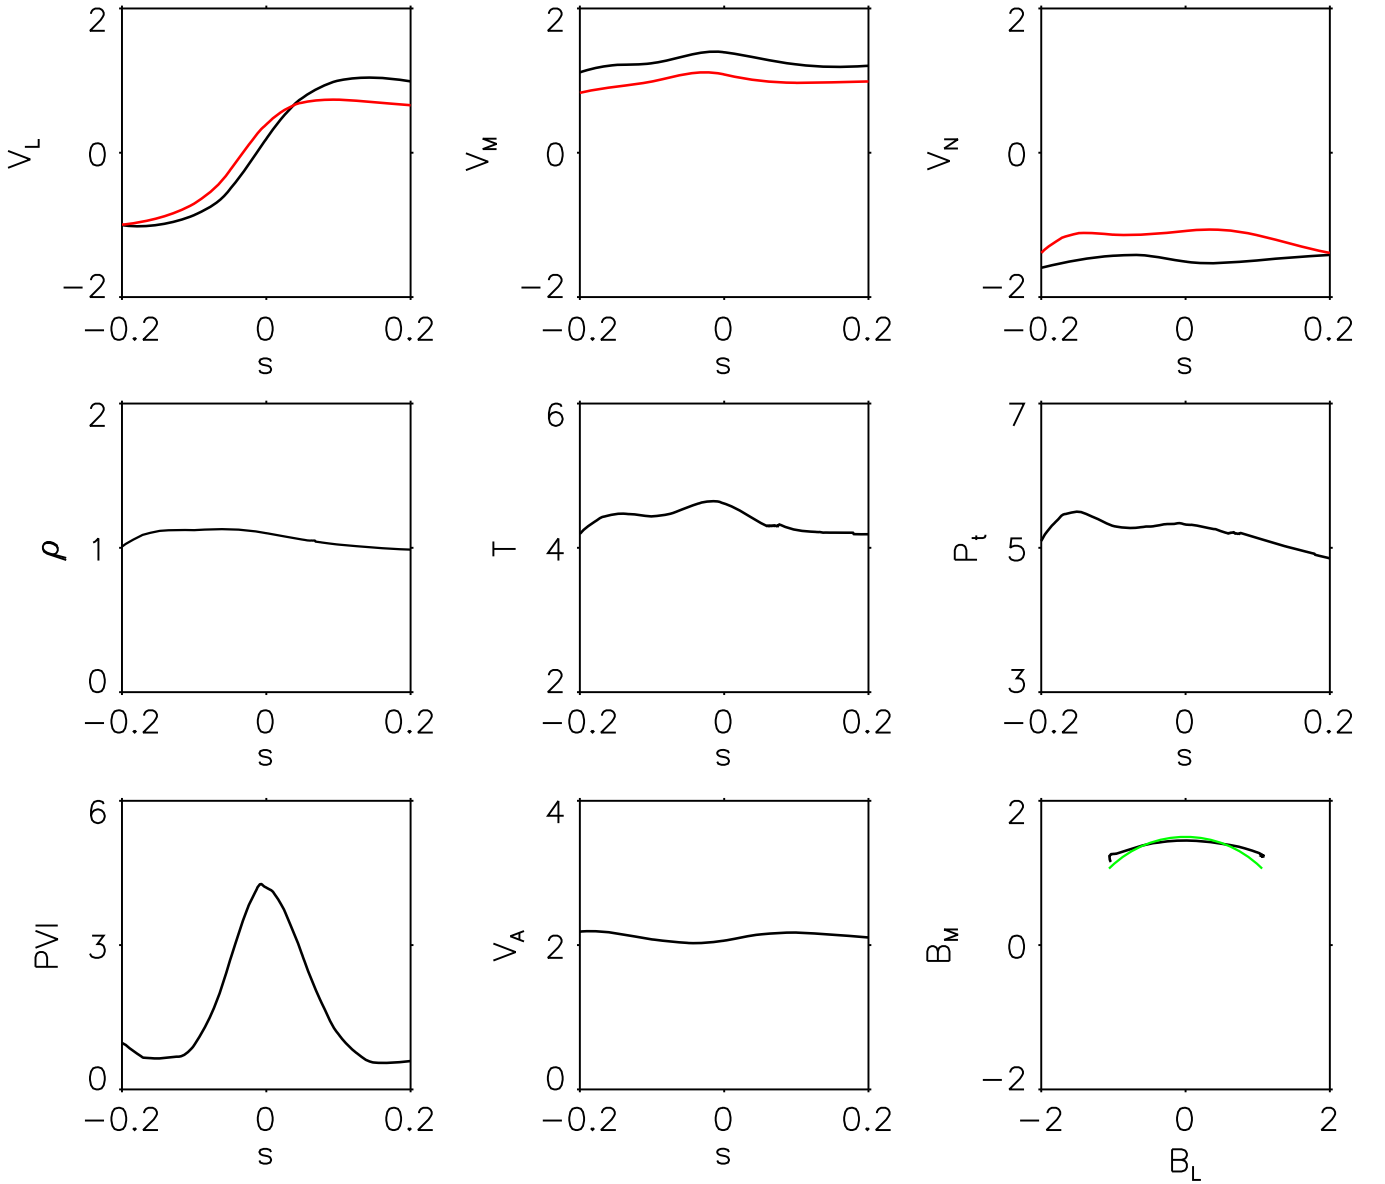 2 2 2
V_L 0 V_M 0 V_N 0
−2 −2 −2
−0.2 0 0.2 −0.2 0 0.2 −0.2 0 0.2
s s s
2 6 7
ρ 1 T 4 P_t 5
0 2 3
−0.2 0 0.2 −0.2 0 0.2 −0.2 0 0.2
s s s
6 4 2
PVI 3 V_A 2 B_M 0
0 0 −2
−0.2 0 0.2 −0.2 0 0.2 −2 0 2
s s B_L